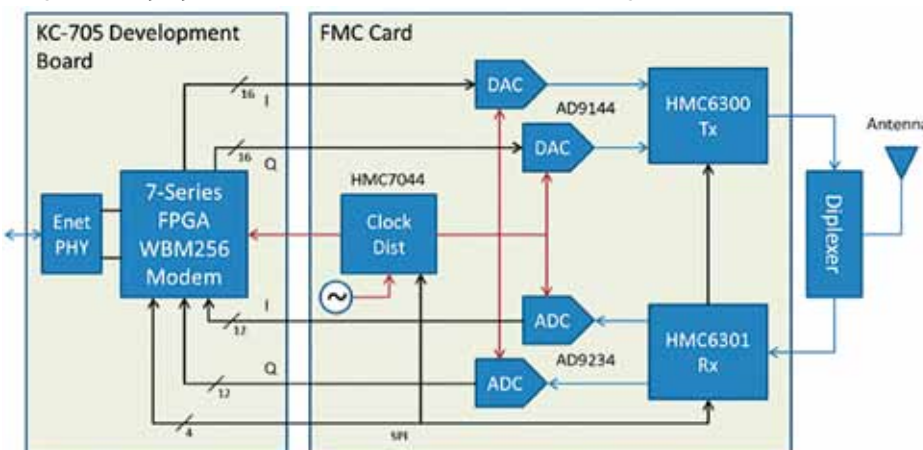 KC-705 Development
Board
FMC Card
16
I
DAC
AD9144
HMC6300
Tx
Antenna
16
Q
DAC
HMC7044
Enet
PHY
7-Series
FPGA
WBM256
Modem
Clock
Dist
Diplexer
~
I
12
ADC
AD9234
HMC6301
Rx
Q
12
ADC
4
SPI